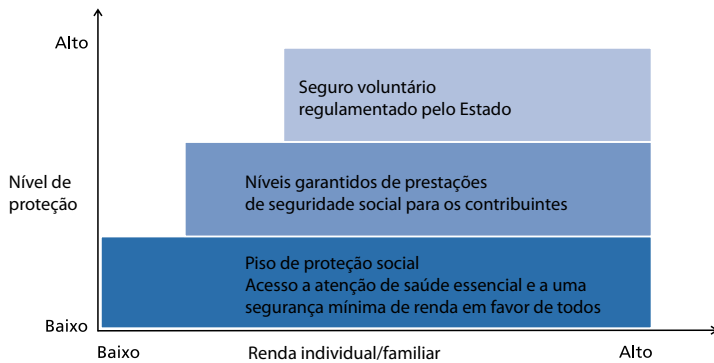 Alto
Seguro voluntário
regulamentado pelo Estado
Nível de
proteção
Níveis garantidos de prestações
de seguridade social para os contribuintes
Piso de proteção social
Acesso a atenção de saúde essencial e a uma
segurança mínima de renda em favor de todos
Baixo
Baixo
Renda individual/familiar
Alto